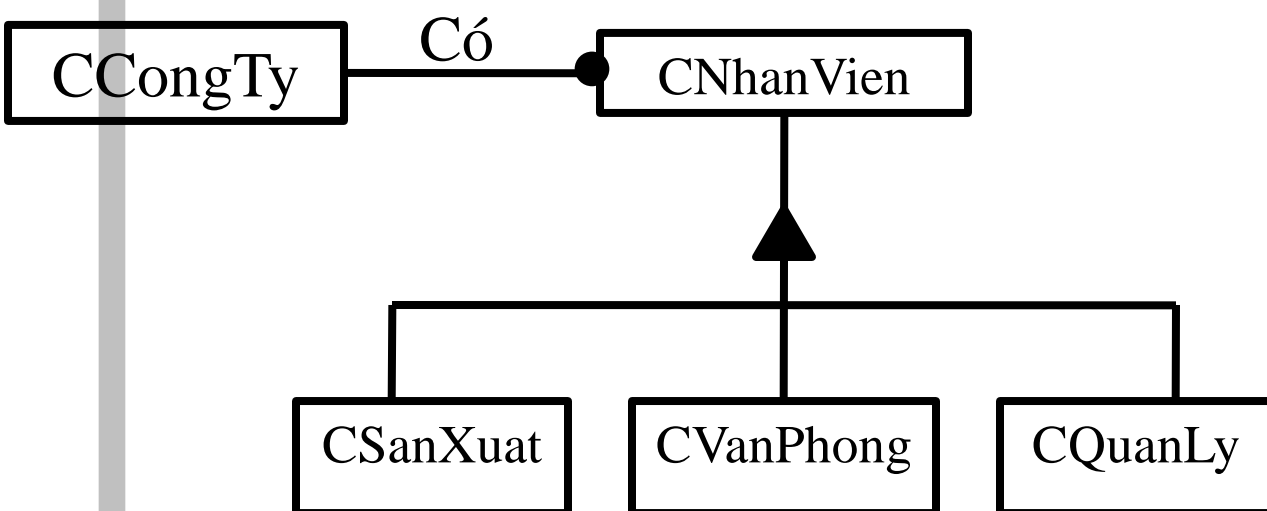 Có
CCongTy
CNhanVien
CSanXuat
CVanPhong
CQuanLy